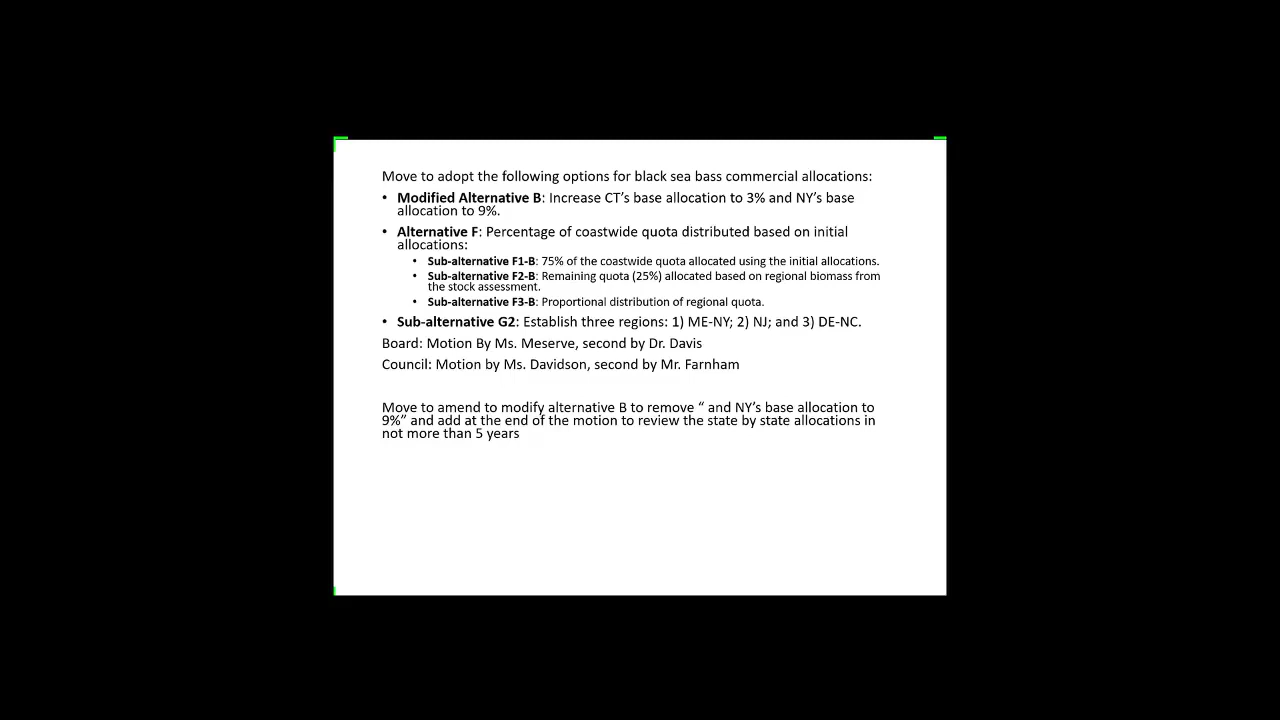 Move to adopt the following options for black sea bass commercial allocations:
• Modified Alternative B: Increase CT's base allocation to 3% and NY's base
allocation to 9%.
• Alternative F: Percentage of coastwide quota distributed based on initial
allocations:
• Sub-alternative F1-B: 75% of the coastwide quota allocated using the initial allocations.
• Sub-alternative F2-B: Remaining quota (25%) allocated based on regional biomass from
the stock assessment.
• Sub-alternative F3-B: Proportional distribution of regional quota.
• Sub-alternative G2: Establish three regions: 1) ME-NY; 2) NJ; and 3) DE-NC.
Board: Motion By Ms. Meserve, second by Dr. Davis
Council: Motion by Ms. Davidson, second by Mr. Farnham
Move to amend to modify alternative B to remove “ and NY's base allocation to
9%” and add at the end of the motion to review the state by state allocations in
not more than 5 years